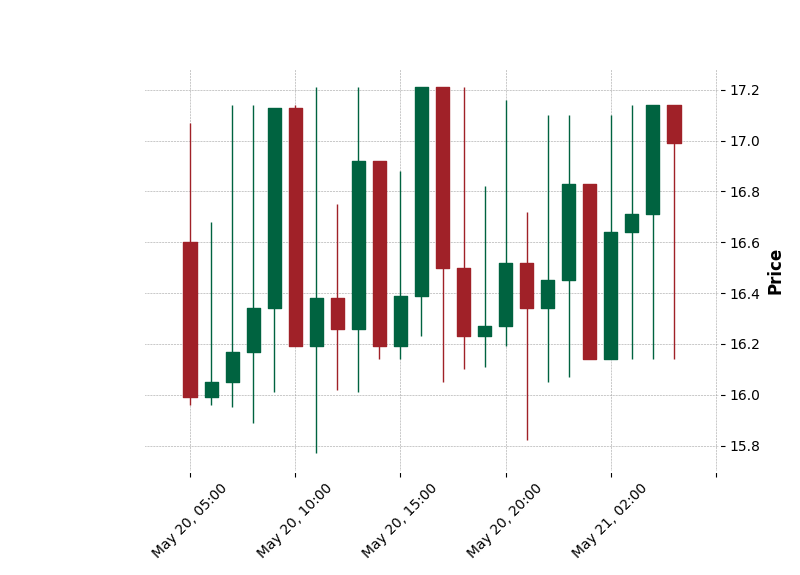 17.2
17.0
16.8
16.6
16.4
16.2
16.0
15.8
Price
May 20, 05:00
May 20, 10:00
May 20, 15:00
May 20, 20:00
May 21, 02:00